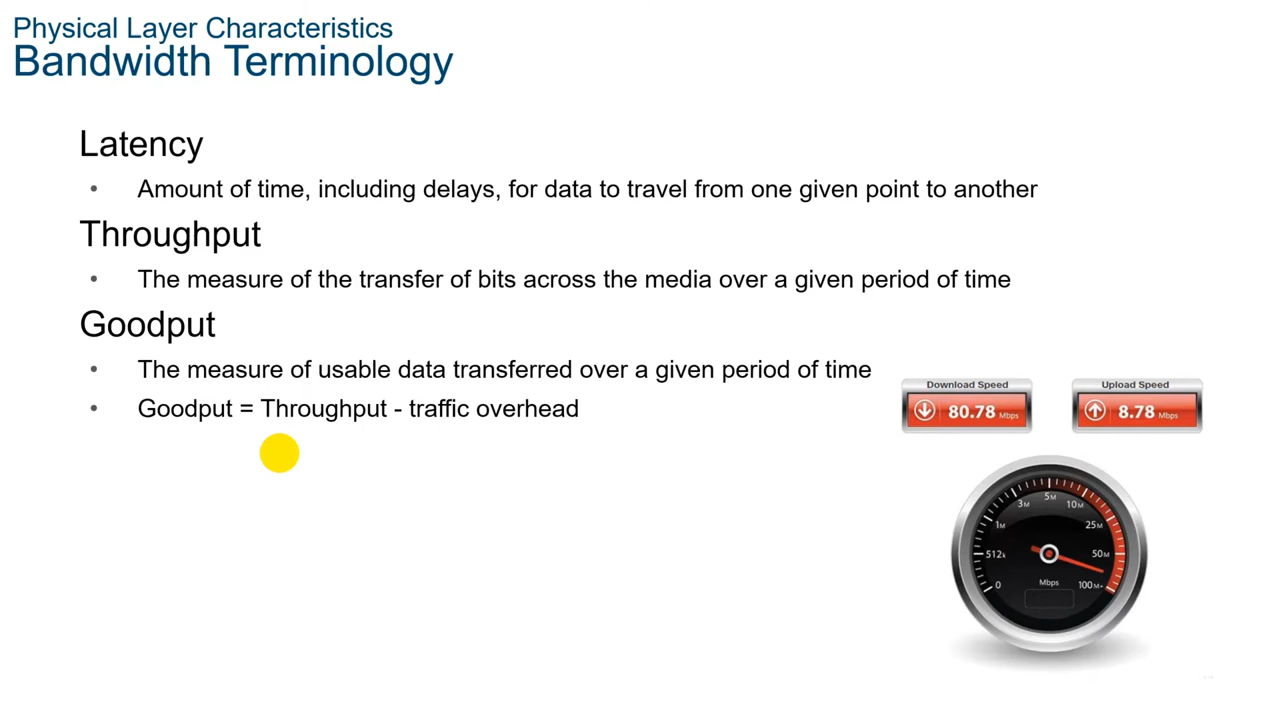 Physical Layer Characteristics
Bandwidth Terminology
Latency
• Amount of time, including delays, for data to travel from one given point to another
Throughput
• The measure of the transfer of bits across the media over a given period of time
Goodput
• The measure of usable data transferred over a given period of time
• Goodput = Throughput - traffic overhead
Download Speed
80.78 Mbps
Upload Speed
8.78 Mbps
0
512k
1M
3M
5M
10M
25M
50M
100M+
Mbps